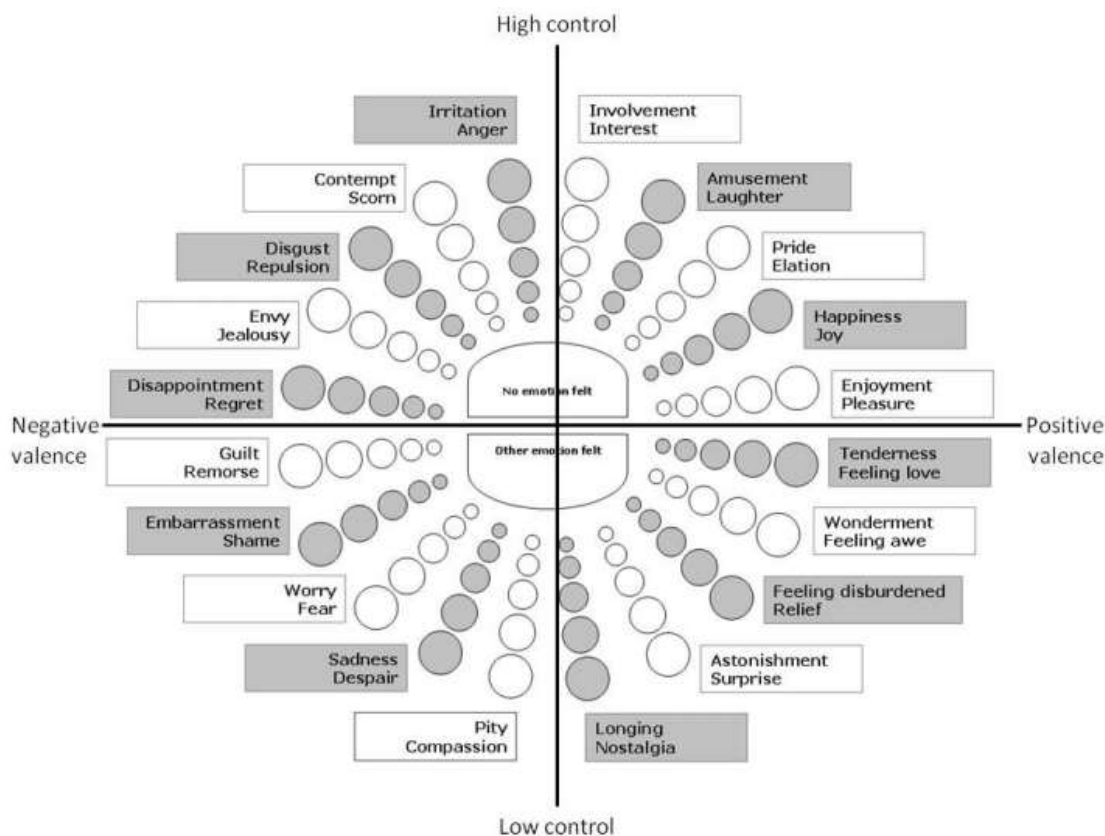 High control
Irritation
Anger
Involvement
Interest
Contempt
Scorn
Amusement
Laughter
Disgust
Repulsion
Pride
Elation
Envy
Jealousy
Happiness
Joy
Disappointment
Regret
No emotion felt
Enjoyment
Pleasure
Negative
valence
Positive
valence
Guilt
Remorse
Other emotion felt
Tenderness
Feeling love
Embarrassment
Shame
Wonderment
Feeling awe
Worry
Fear
Feeling disburdened
Relief
Sadness
Despair
Astonishment
Surprise
Pity
Compassion
Longing
Nostalgia
Low control